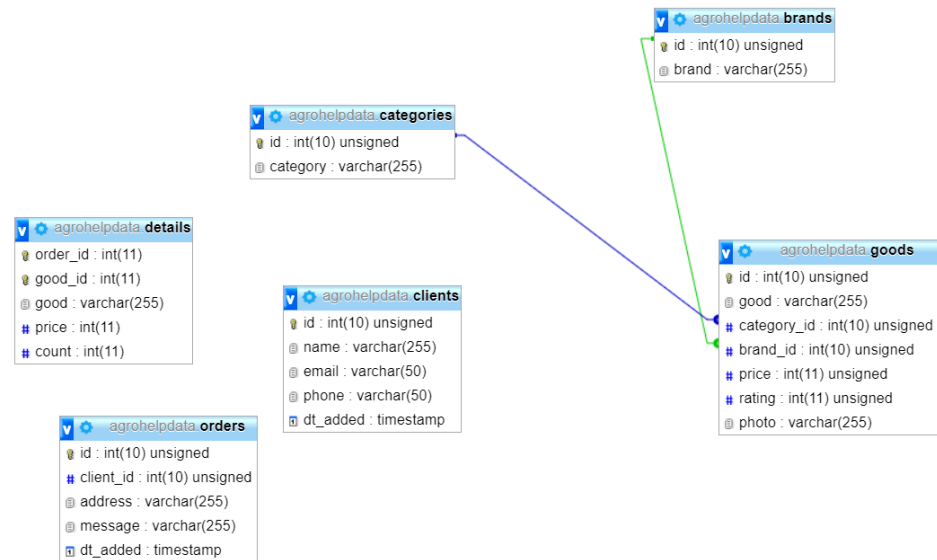 agrohelpdata.brands
id : int(10) unsigned
brand : varchar(255)
agrohelpdata.categories
id : int(10) unsigned
category : varchar(255)
agrohelpdata.details
order_id : int(11)
good_id : int(11)
good : varchar(255)
price : int(11)
count : int(11)
agrohelpdata.clients
id : int(10) unsigned
name : varchar(255)
email : varchar(50)
phone : varchar(50)
dt_added : timestamp
agrohelpdata.goods
id : int(10) unsigned
good : varchar(255)
category_id : int(10) unsigned
brand_id : int(10) unsigned
price : int(11) unsigned
rating : int(11) unsigned
photo : varchar(255)
agrohelpdata.orders
id : int(10) unsigned
client_id : int(10) unsigned
address : varchar(255)
message : varchar(255)
dt_added : timestamp